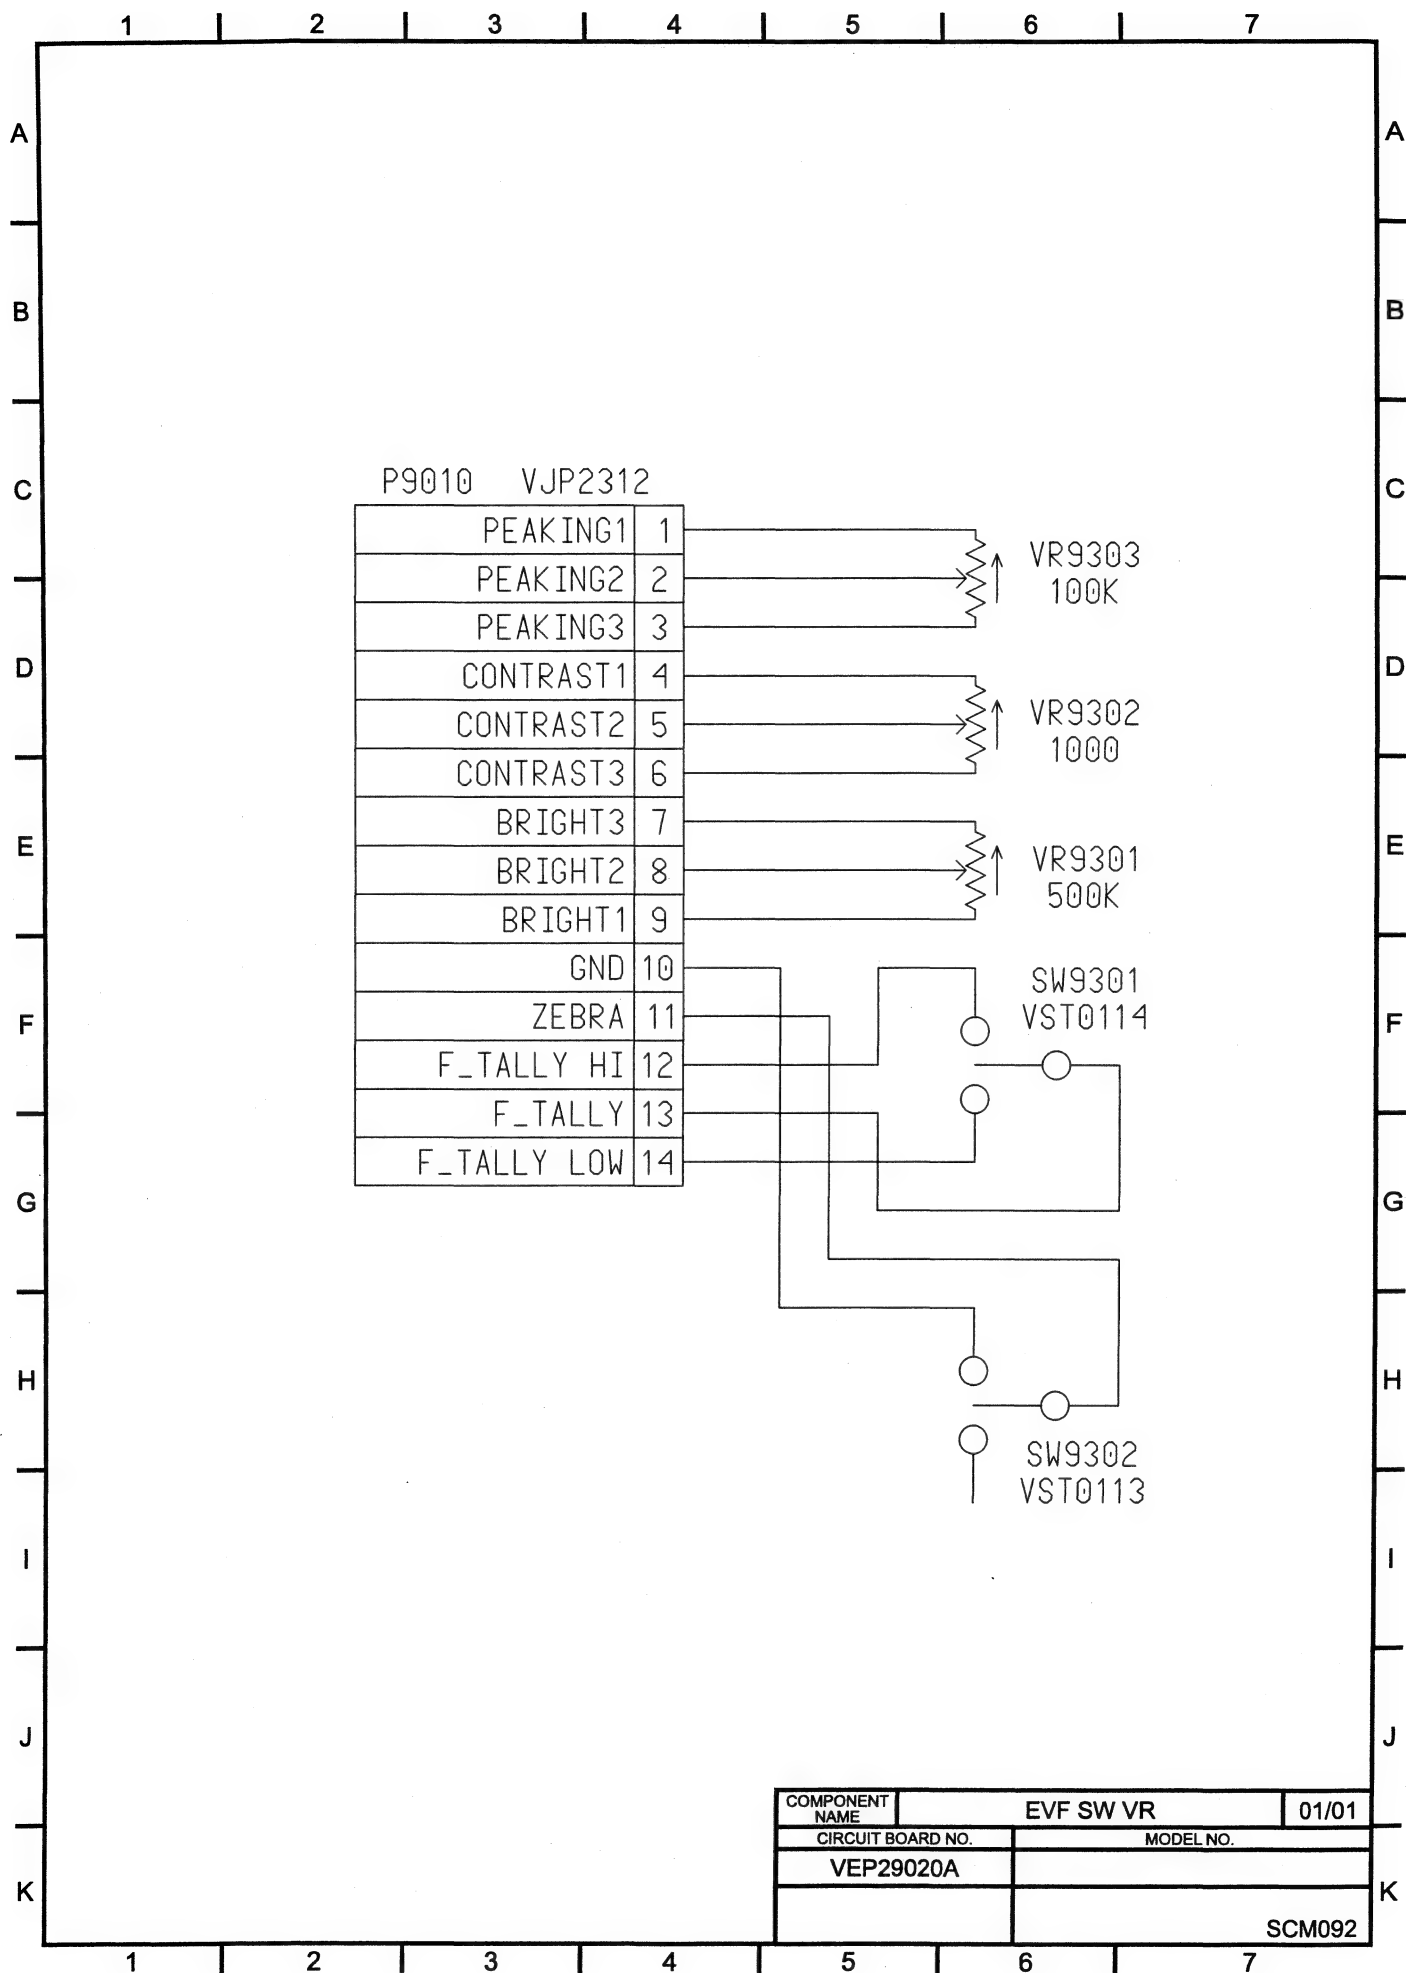 1 2 3 4 5 6 7
A A
B B
C C
P9010 VJP2312
PEAKING1 1
PEAKING2 2
PEAKING3 3
CONTRAST1 4
CONTRAST2 5
CONTRAST3 6
BRIGHT3 7
BRIGHT2 8
BRIGHT1 9
GND 10
ZEBRA 11
F_TALLY HI 12
F_TALLY 13
F_TALLY LOW 14
VR9303
100K
D D
VR9302
1000
E E
VR9301
500K
SW9301
VST0114
F F
G G
H H
SW9302
VST0113
I I
J J
COMPONENT
NAME
EVF SW VR 01/01
CIRCUIT BOARD NO. MODEL NO.
VEP29020A
K K
SCM092
1 2 3 4 5 6 7